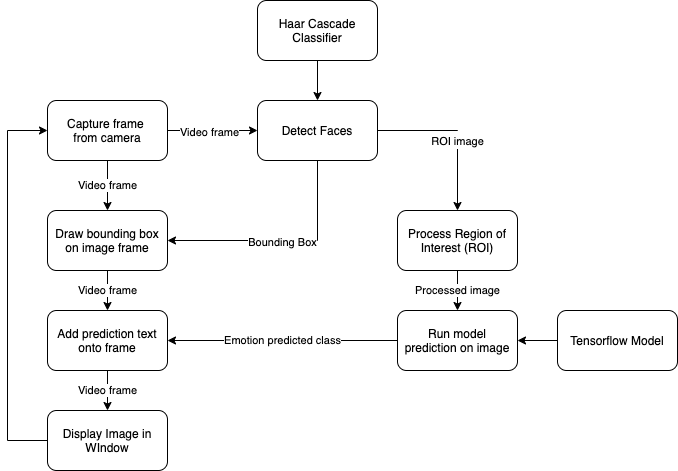 Haar Cascade
Classifier
Capture frame
from camera
Video frame
Detect Faces
ROI image
Video frame
Draw bounding box
on image frame
Bounding Box
Process Region of
Interest (ROI)
Video frame
Processed image
Add prediction text
onto frame
Emotion predicted class
Run model
prediction on image
Tensorflow Model
Video frame
Display Image in
WIndow